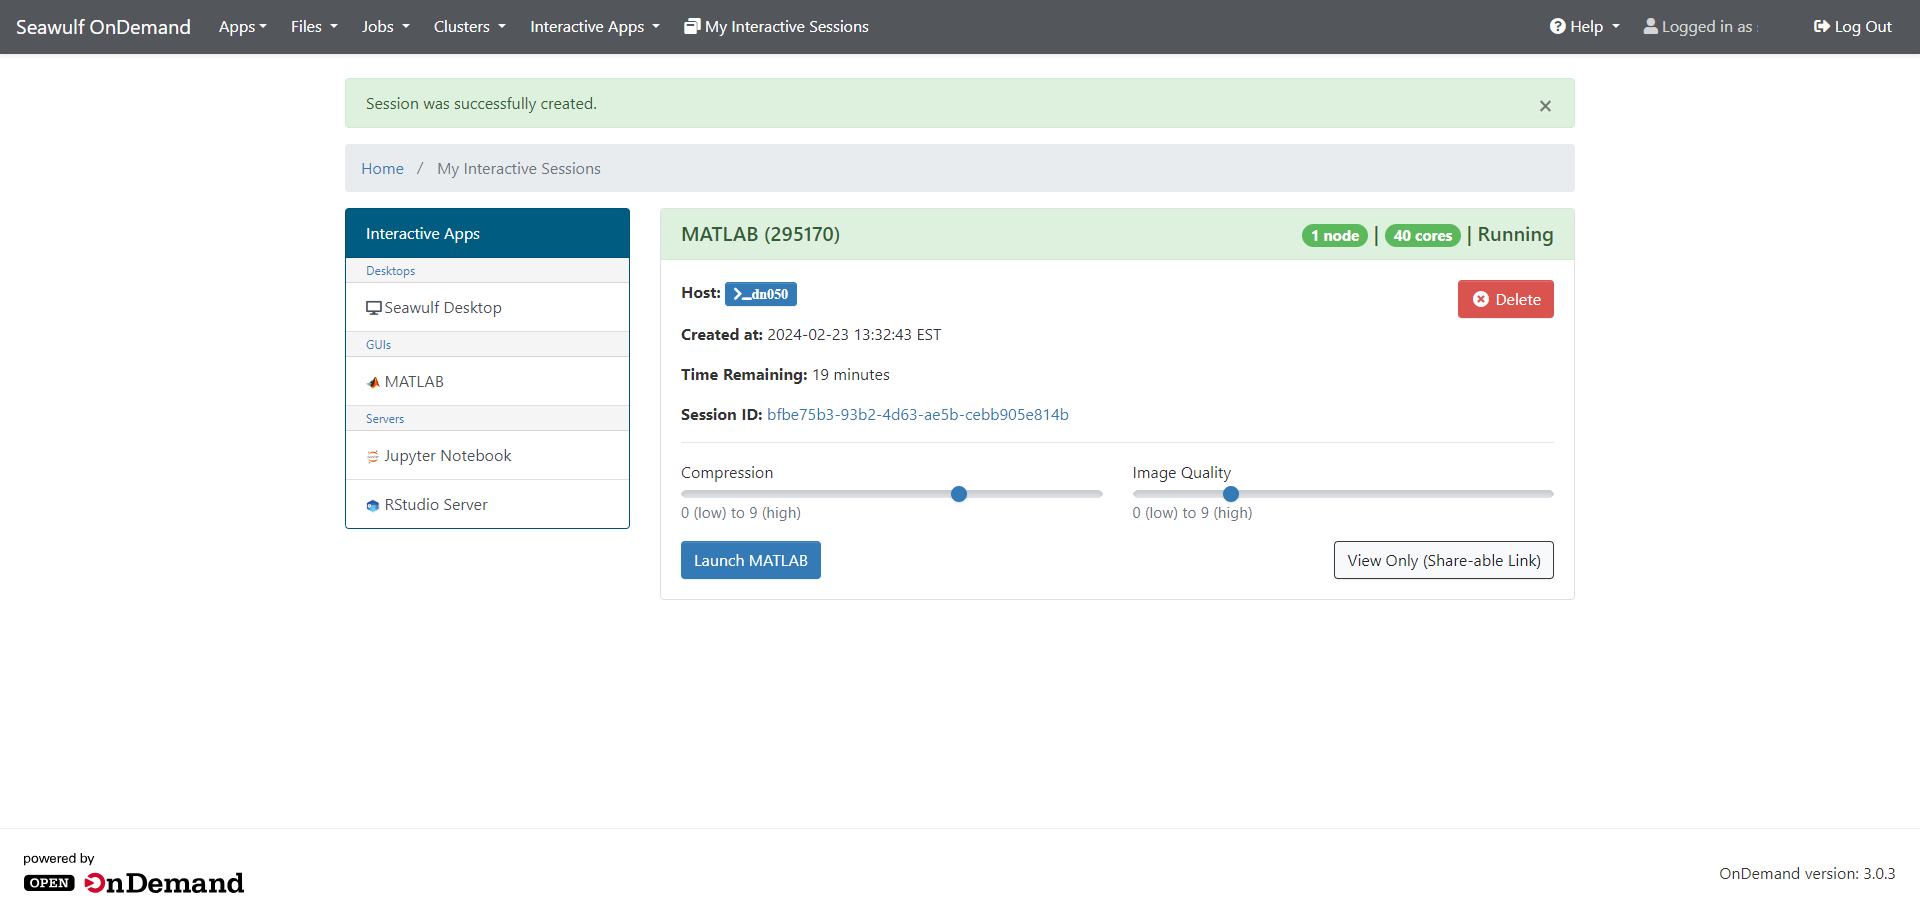 Seawulf OnDemand Apps Files Jobs Clusters Interactive Apps My Interactive Sessions Help Logged in as : Log Out
Session was successfully created. ×
Home / My Interactive Sessions
Interactive Apps
Desktops
Seawulf Desktop
GUIs
MATLAB
Servers
Jupyter Notebook
RStudio Server
MATLAB (295170) 1 node | 40 cores | Running
Host: >_dn050 Delete
Created at: 2024-02-23 13:32:43 EST
Time Remaining: 19 minutes
Session ID: bfbe75b3-93b2-4d63-ae5b-cebb905e814b
Compression Image Quality
0 (low) to 9 (high) 0 (low) to 9 (high)
Launch MATLAB View Only (Share-able Link)
powered by
OPEN OnDemand
OnDemand version: 3.0.3